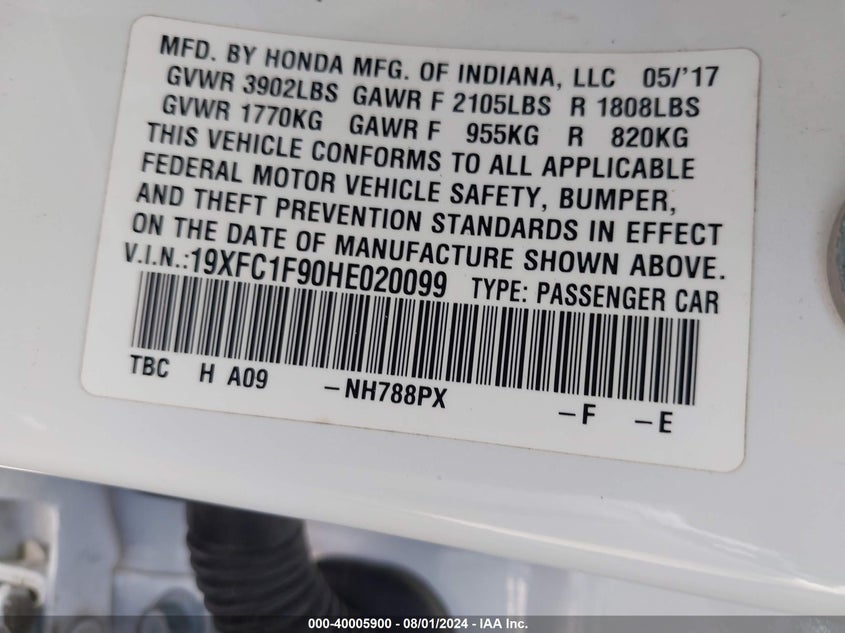 MFD. BY HONDA MFG. OF INDIANA, LLC 05/'17
GVWR 3902LBS GAWR F 2105LBS R 1808LBS
GVWR 1770KG GAWR F 955KG R 820KG
THIS VEHICLE CONFORMS TO ALL APPLICABLE
FEDERAL MOTOR VEHICLE SAFETY, BUMPER,
AND THEFT PREVENTION STANDARDS IN EFFECT
ON THE DATE OF MANUFACTURE SHOWN ABOVE.
V.I.N.:19XFC1F90HE020099 TYPE: PASSENGER CAR
TBC H A09 -NH788PX -F -E
000-40005900 - 08/01/2024 - IAA Inc.